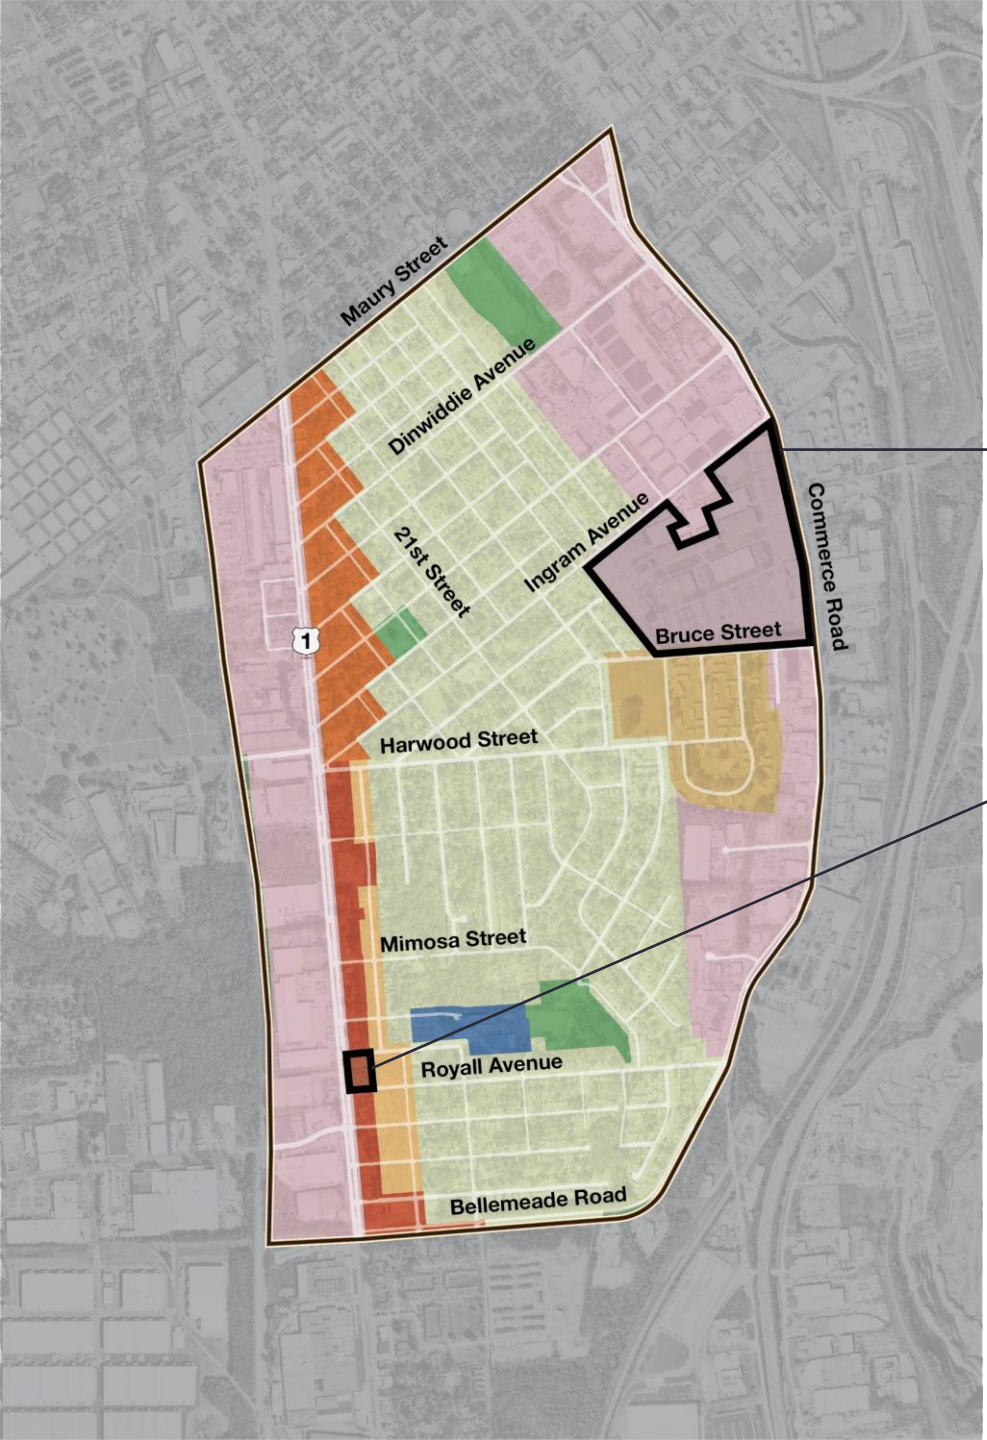 Maury Street
Dinwiddie Avenue
21st Street
Ingram Avenue
Commerce Road
1
Bruce Street
Harwood Street
Mimosa Street
Royall Avenue
Bellemeade Road